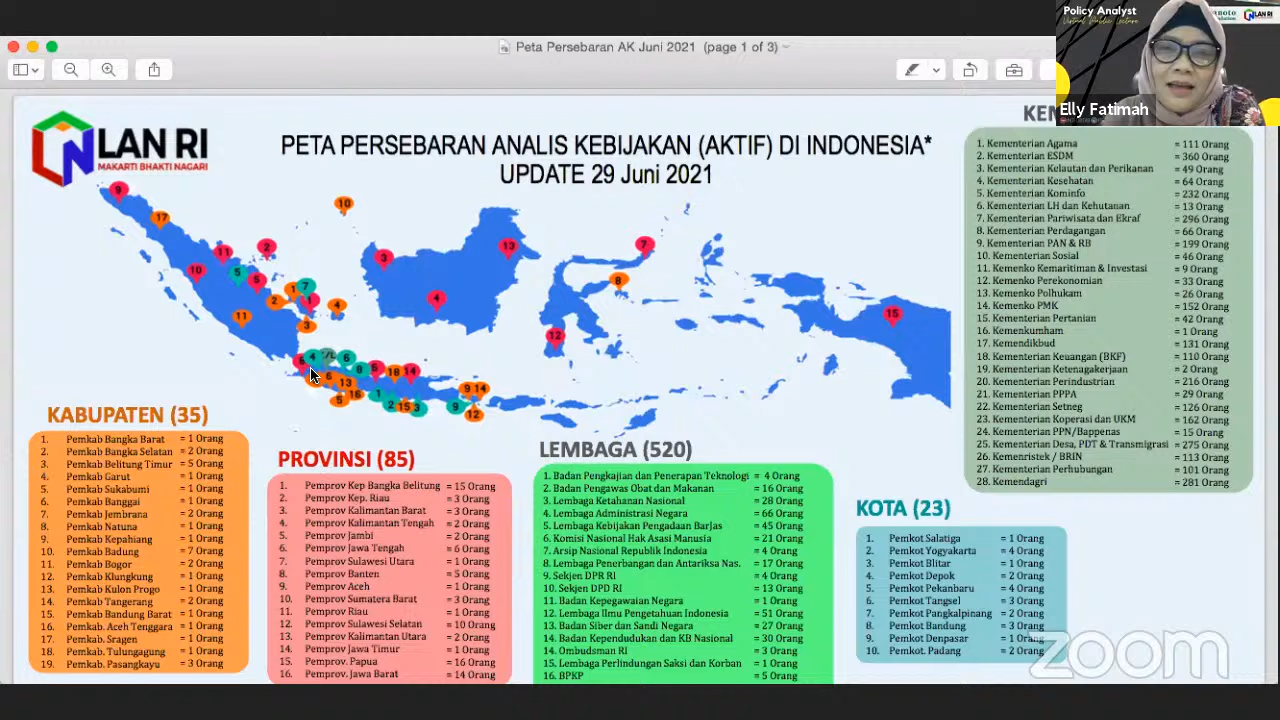 Policy Analyst
Virtual Public Lecture
LAN RI
Peta Persebaran AK Juni 2021 (page 1 of 3)
Elly Fatimah
LAN RI
MAKARTI BHAKTI NAGARI
PETA PERSEBARAN ANALIS KEBIJAKAN (AKTIF) DI INDONESIA*
UPDATE 29 Juni 2021
1. Kementerian Agama = 111 Orang
2. Kementerian ESDM = 360 Orang
3. Kementerian Kelautan dan Perikanan = 49 Orang
4. Kementerian Kesehatan = 64 Orang
5. Kementerian Kominfo = 232 Orang
6. Kementerian LH dan Kehutanan = 13 Orang
7. Kementerian Pariwisata dan Ekraf = 296 Orang
8. Kementerian Perdagangan = 66 Orang
9. Kementerian PAN & RB = 199 Orang
10. Kementerian Sosial = 46 Orang
11. Kemenko Kemaritiman & Investasi = 9 Orang
12. Kemenko Perekonomian = 33 Orang
13. Kemenko Polhukam = 26 Orang
14. Kemenko PMK = 152 Orang
15. Kementerian Pertanian = 42 Orang
16. Kemenkumham = 1 Orang
17. Kemendikbud = 131 Orang
18. Kementerian Keuangan (BKF) = 110 Orang
19. Kementerian Ketenagakerjaan = 2 Orang
20. Kementerian Perindustrian = 216 Orang
21. Kementerian PPPA = 29 Orang
22. Kementerian Setneg = 126 Orang
23. Kementerian Koperasi dan UKM = 162 Orang
24. Kementerian PPN/Bappenas = 15 Orang
25. Kementerian Desa, PDT & Transmigrasi = 275 Orang
26. Kemenristek / BRIN = 113 Orang
27. Kementerian Perhubungan = 101 Orang
28. Kemendagri = 281 Orang
KABUPATEN (35)
1. Pemkab Bangka Barat = 1 Orang
2. Pemkab Bangka Selatan = 2 Orang
3. Pemkab Belitung Timur = 5 Orang
4. Pemkab Garut = 1 Orang
5. Pemkab Sukabumi = 1 Orang
6. Pemkab Banggai = 1 Orang
7. Pemkab Jembrana = 2 Orang
8. Pemkab Natuna = 1 Orang
9. Pemkab Kepahiang = 1 Orang
10. Pemkab Badung = 7 Orang
11. Pemkab Bogor = 2 Orang
12. Pemkab Klungkung = 1 Orang
13. Pemkab Kulon Progo = 1 Orang
14. Pemkab Tangerang = 2 Orang
15. Pemkab Bandung Barat = 1 Orang
16. Pemkab. Aceh Tenggara = 1 Orang
17. Pemkab. Sragen = 1 Orang
18. Pemkab. Tulungagung = 1 Orang
19. Pemkab. Pasangkayu = 3 Orang
PROVINSI (85)
1. Pemprov Kep Bangka Belitung = 15 Orang
2. Pemprov Kep. Riau = 3 Orang
3. Pemprov Kalimantan Barat = 3 Orang
4. Pemprov Kalimantan Tengah = 2 Orang
5. Pemprov Jambi = 2 Orang
6. Pemprov Jawa Tengah = 6 Orang
7. Pemprov Sulawesi Utara = 1 Orang
8. Pemprov Banten = 5 Orang
9. Pemprov Aceh = 1 Orang
10. Pemprov Sumatera Barat = 3 Orang
11. Pemprov Riau = 1 Orang
12. Pemprov Sulawesi Selatan = 10 Orang
13. Pemprov Kalimantan Utara = 2 Orang
14. Pemprov Jawa Timur = 1 Orang
15. Pemprov. Papua = 16 Orang
16. Pemprov. Jawa Barat = 14 Orang
LEMBAGA (520)
1. Badan Pengkajian dan Penerapan Teknologi = 4 Orang
2. Badan Pengawas Obat dan Makanan = 16 Orang
3. Lembaga Ketahanan Nasional = 28 Orang
4. Lembaga Administrasi Negara = 66 Orang
5. Lembaga Kebijakan Pengadaan BarJas = 45 Orang
6. Komisi Nasional Hak Asasi Manusia = 21 Orang
7. Arsip Nasional Republik Indonesia = 4 Orang
8. Lembaga Penerbangan dan Antariksa Nas. = 17 Orang
9. Sekjen DPR RI = 4 Orang
10. Sekjen DPD RI = 13 Orang
11. Badan Kepegawaian Negara = 1 Orang
12. Lembaga Ilmu Pengetahuan Indonesia = 51 Orang
13. Badan Siber dan Sandi Negara = 27 Orang
14. Badan Kependudukan dan KB Nasional = 30 Orang
14. Ombudsman RI = 3 Orang
15. Lembaga Perlindungan Saksi dan Korban = 1 Orang
16. BPKP = 5 Orang
KOTA (23)
1. Pemkot Salatiga = 1 Orang
2. Pemkot Yogyakarta = 4 Orang
3. Pemkot Blitar = 1 Orang
4. Pemkot Depok = 2 Orang
5. Pemkot Pekanbaru = 4 Orang
6. Pemkot Tangsel = 3 Orang
7. Pemkot Pangkalpinang = 2 Orang
8. Pemkot Bandung = 3 Orang
9. Pemkot Denpasar = 1 Orang
10. Pemkot. Padang = 2 Orang
zoom